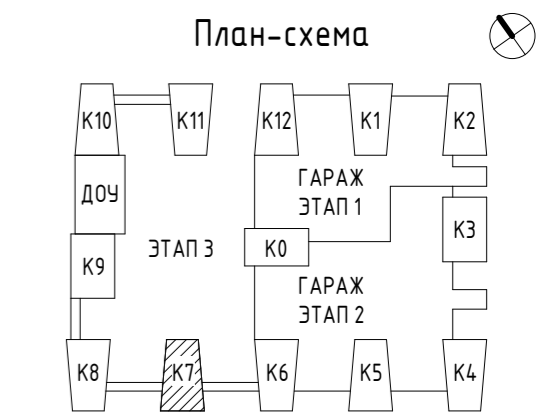 План-схема
К10 К11 К12 К1 К2
ГАРАЖ
ЭТАП 1
ДОУ
К3
ЭТАП 3
К0
К9
ГАРАЖ
ЭТАП 2
К8 К7 К6 К5 К4